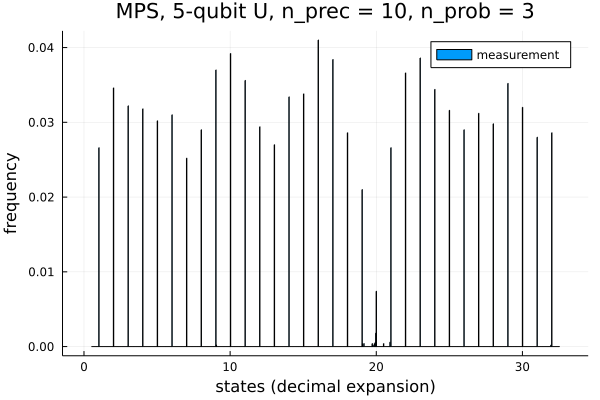 MPS, 5-qubit U, n_prec = 10, n_prob = 3
measurement
frequency
0.04
0.03
0.02
0.01
0.00
0 10 20 30
states (decimal expansion)